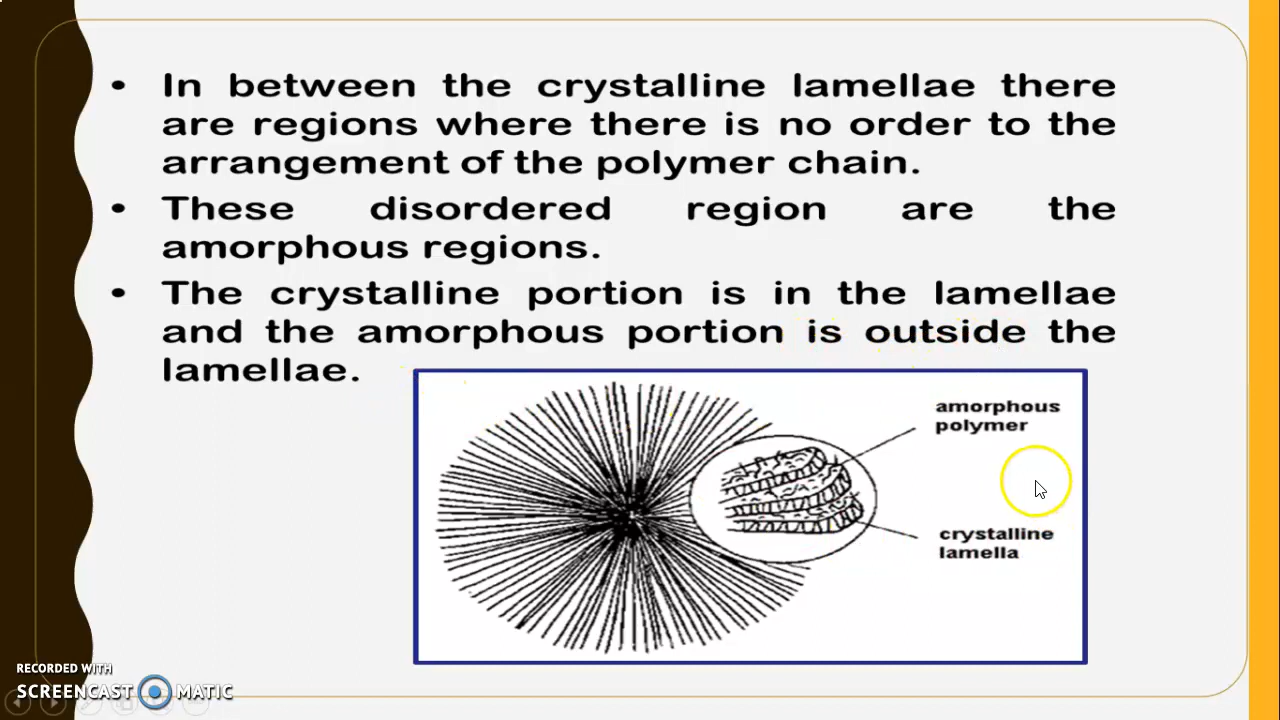 • In between the crystalline lamellae there
are regions where there is no order to the
arrangement of the polymer chain.
• These disordered region are the
amorphous regions.
• The crystalline portion is in the lamellae
and the amorphous portion is outside the
lamellae.
amorphous
polymer
crystalline
lamella
RECORDED WITH
SCREENCAST MATIC